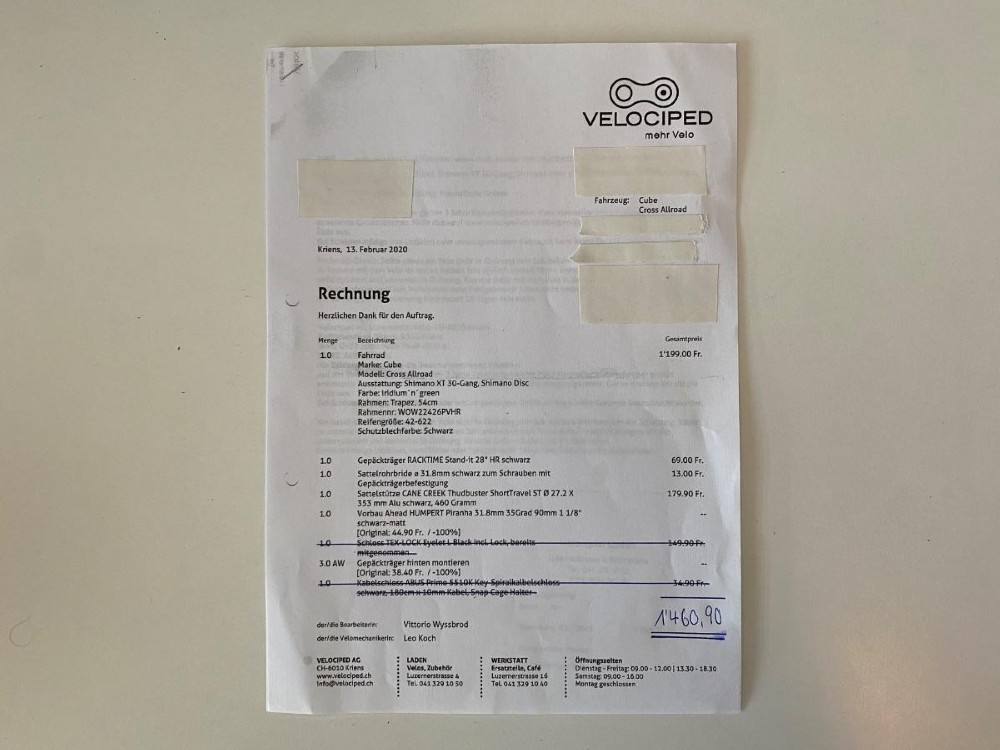 VELOCIPED
mehr Velo
Fahrzeug: Cube
Cross Allroad
Kriens, 13. Februar 2020
Rechnung
Herzlichen Dank für den Auftrag.
Menge Bezeichnung Gesamtpreis
1.0 Fahrrad 1'199.00 Fr.
Marke: Cube
Modell: Cross Allroad
Ausstattung: Shimano XT 30-Gang, Shimano Disc
Farbe: Iridium´n´green
Rahmen: Trapez, 54cm
Rahmennr: WOW22426PVHR
Reifengröße: 42-622
Schutzblechfarbe: Schwarz
1.0 Gepäckträger RACKTIME Stand-it 28" HR schwarz 69.00 Fr.
1.0 Sattelrohrbride ø 31.8mm schwarz zum Schrauben mit 13.00 Fr.
Gepäckträgerbefestigung
1.0 Sattelstütze CANE CREEK Thudbuster ShortTravel ST Ø 27.2 X 179.90 Fr.
353 mm Alu schwarz, 460 Gramm
1.0 Vorbau Ahead HUMPERT Piranha 31.8mm 35Grad 90mm 1 1/8" --
schwarz-matt
[Original: 44.90 Fr. / -100%]
1.0 Schloss TEX-LOCK Eyelet L Black incl. Lock, bereits 149.90 Fr.
mitgenommen
3.0 AW Gepäckträger hinten montieren --
[Original: 38.40 Fr. / -100%]
1.0 Kabelschloss ABUS Primo 5510K Key Spiralkabelschloss 34.90 Fr.
schwarz, 180cm x 10mm Kabel, Snap Cage Halter
1'460,90
der/die BearbeiterIn: Vittorio Wyssbrod
der/die VelomechanikerIn: Leo Koch
VELOCIPED AG LADEN WERKSTATT Öffnungszeiten
CH-6010 Kriens Velos, Zubehör Ersatzteile, Café Dienstag - Freitag: 09.00 - 12.00 | 13.30 - 18.30
www.velociped.ch Luzernerstrasse 4 Luzernerstrasse 16 Samstag: 09.00 - 16.00
info@velociped.ch Tel. 041 329 10 50 Tel. 041 329 10 40 Montag geschlossen